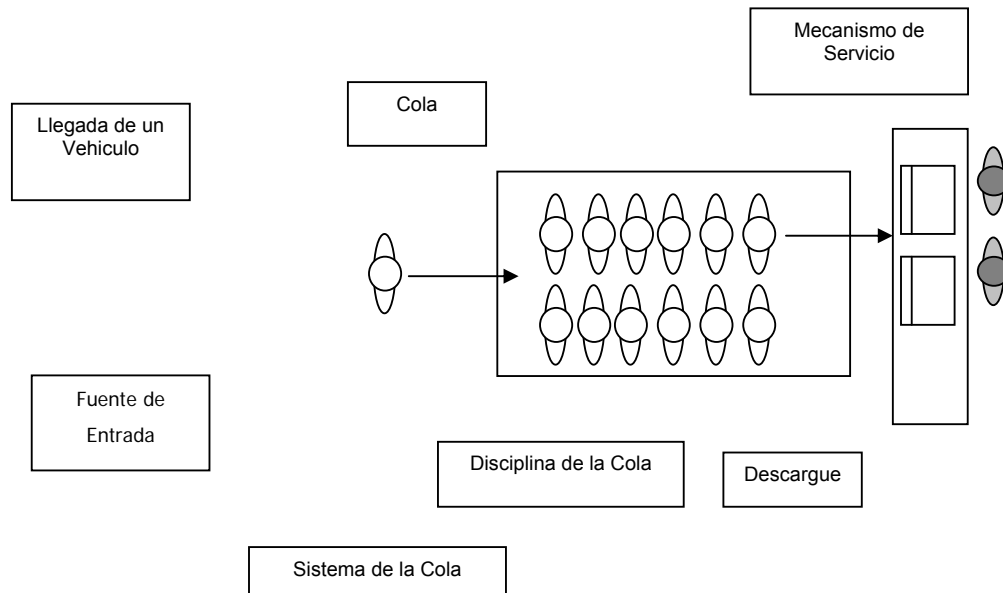 Mecanismo de
Servicio
Cola
Llegada de un
Vehiculo
Fuente de
Entrada
Disciplina de la Cola
Descargue
Sistema de la Cola